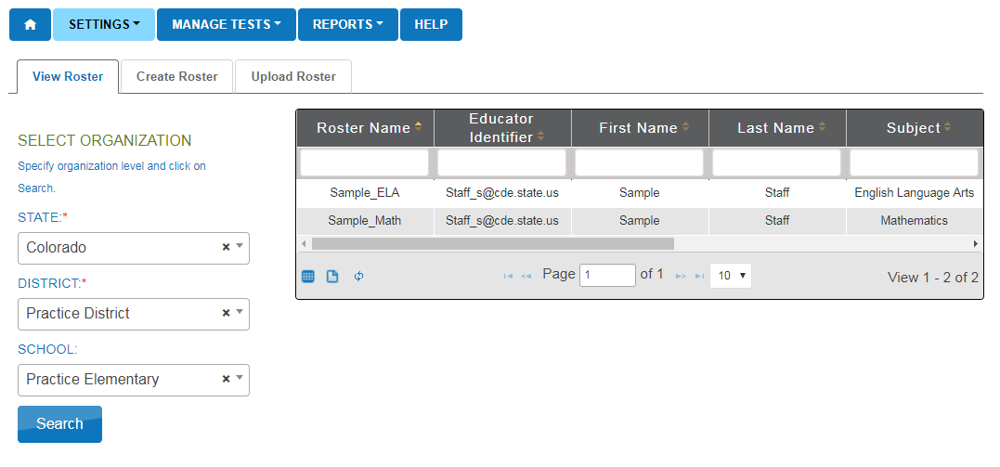 SETTINGS MANAGE TESTS REPORTS HELP
View Roster Create Roster Upload Roster
SELECT ORGANIZATION
Specify organization level and click on
Search.
STATE:*
Colorado
DISTRICT:*
Practice District
SCHOOL:
Practice Elementary
Search
Roster Name Educator Identifier First Name Last Name Subject
Sample_ELA Staff_s@cde.state.us Sample Staff English Language Arts
Sample_Math Staff_s@cde.state.us Sample Staff Mathematics
Page 1 of 1 10 View 1 - 2 of 2